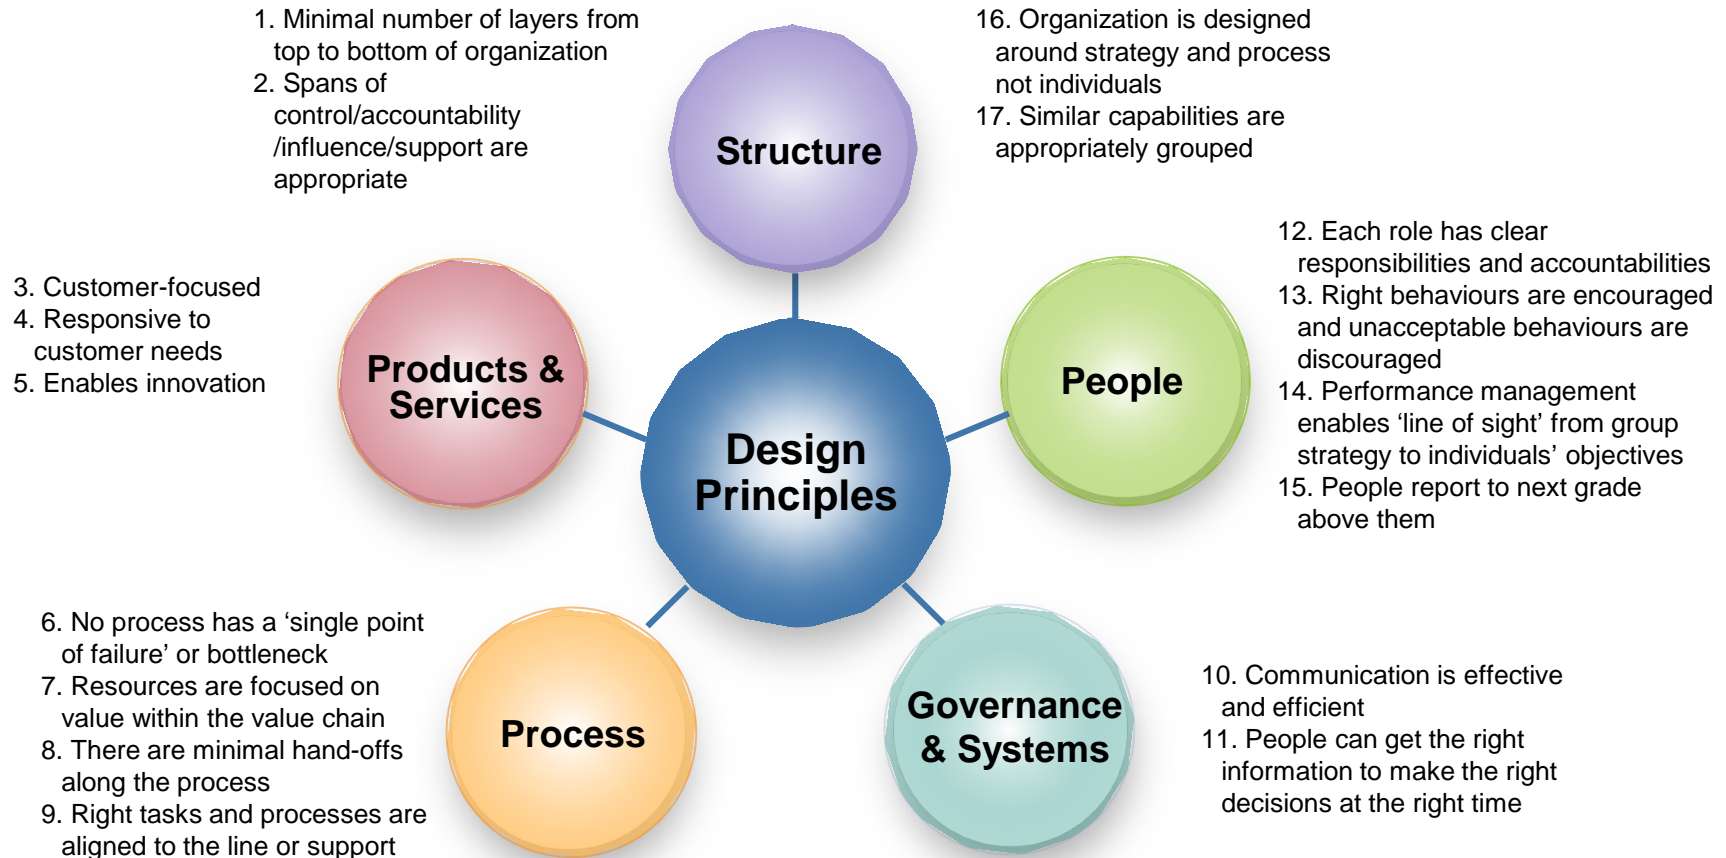 1. Minimal number of layers from
top to bottom of organization
2. Spans of
control/accountability
/influence/support are
appropriate
16. Organization is designed
around strategy and process
not individuals
17. Similar capabilities are
appropriately grouped
Structure
3. Customer-focused
4. Responsive to
customer needs
5. Enables innovation
Products &
Services
12. Each role has clear
responsibilities and accountabilities
13. Right behaviours are encouraged
and unacceptable behaviours are
discouraged
14. Performance management
enables ‘line of sight’ from group
strategy to individuals’ objectives
15. People report to next grade
above them
People
Design
Principles
6. No process has a ‘single point
of failure’ or bottleneck
7. Resources are focused on
value within the value chain
8. There are minimal hand-offs
along the process
9. Right tasks and processes are
aligned to the line or support
Process
Governance
& Systems
10. Communication is effective
and efficient
11. People can get the right
information to make the right
decisions at the right time